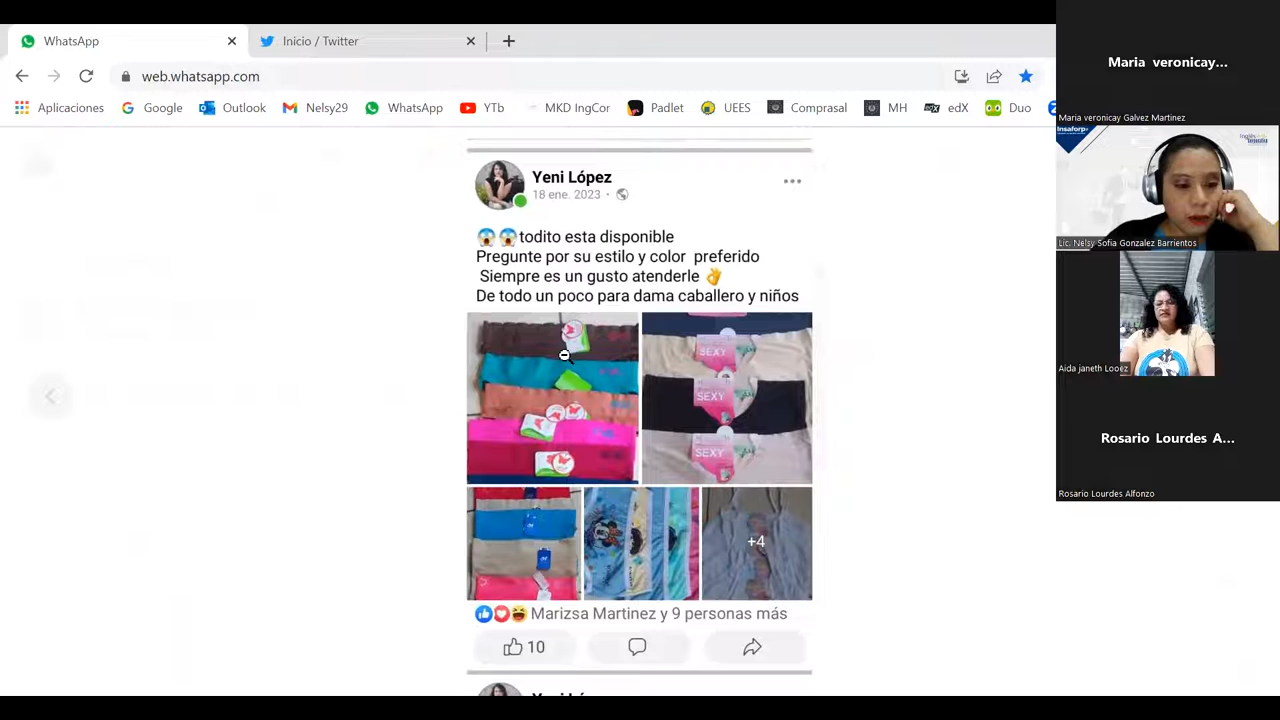 WhatsApp
Inicio / Twitter
web.whatsapp.com
Aplicaciones
Google
Outlook
Nelsy29
WhatsApp
YTb
MKD IngCor
Padlet
UEES
Comprasal
MH
edX
Duo
Yeni López
18 ene. 2023 ·
😱😱todito esta disponible
Pregunte por su estilo y color preferido
Siempre es un gusto atenderle 👌
De todo un poco para dama caballero y niños
SEXY
SEXY
SEXY
+4
Marizsa Martinez y 9 personas más
10
Maria veronicay...
Maria veronicay Galvez Martinez
Insaforp
Lic. Nelsy Sofia Gonzalez Barrientos
Aida janeth Looez
Rosario Lourdes A...
Rosario Lourdes Alfonzo